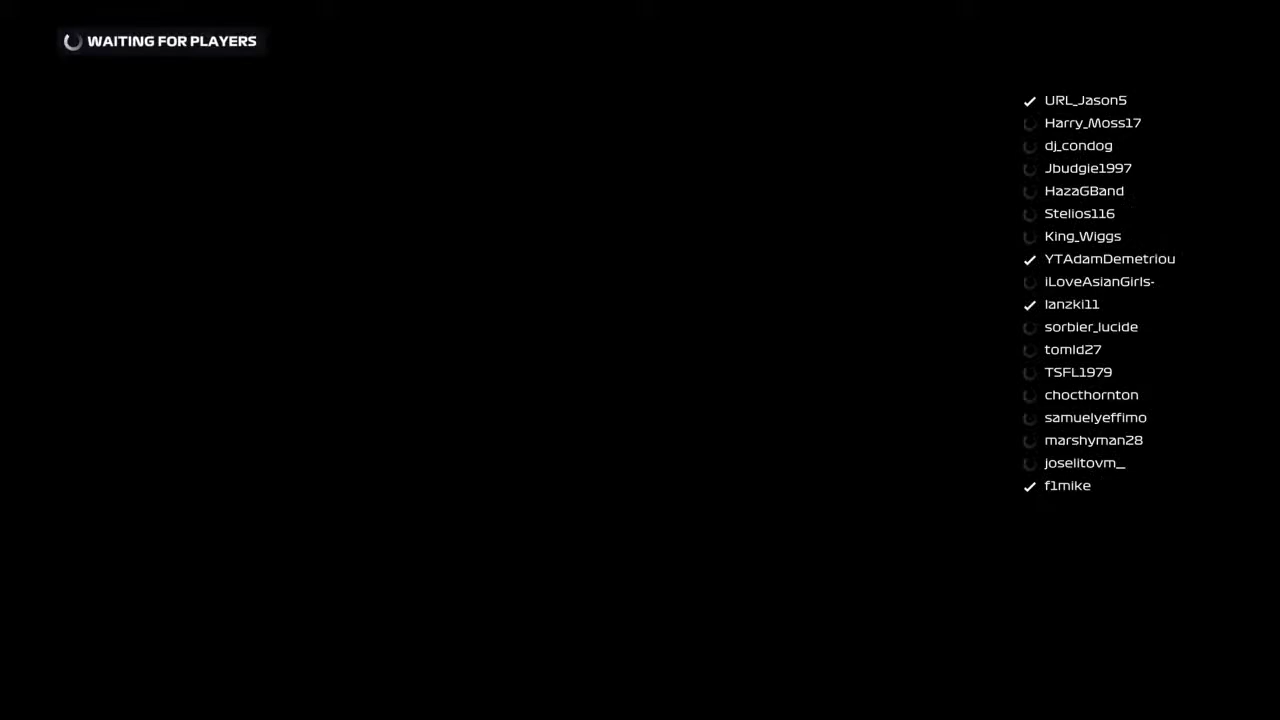 WAITING FOR PLAYERS
URL_Jason5
Harry_Moss17
dj_condog
Jbudgie1997
HazaGBand
Stelios116
King_Wiggs
YTAdamDemetriou
iLoveAsianGirls-
lanzki11
sorbier_lucide
tomld27
TSFL1979
chocthornton
samuelyeffimo
marshyman28
joselitovm__
f1mike